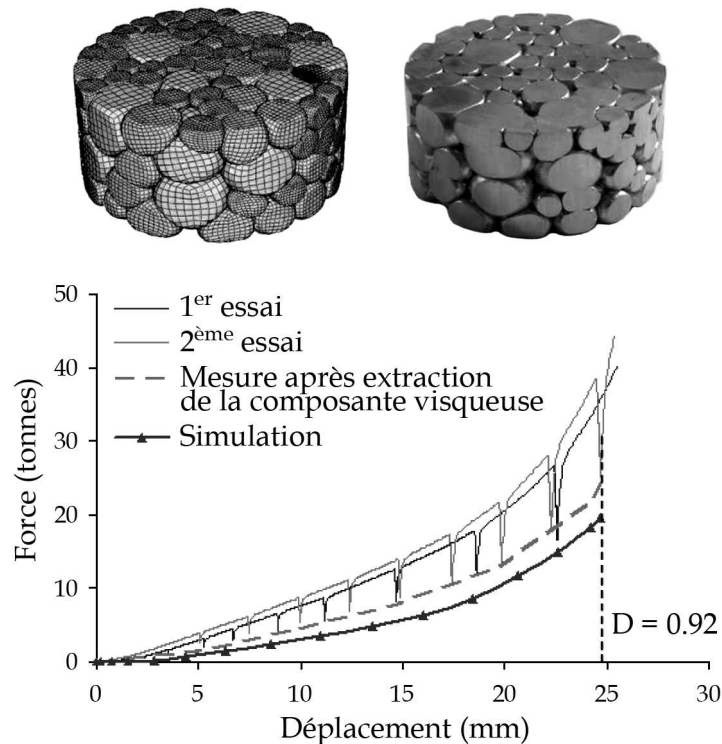 50
40
30
20
10
0
Force (tonnes)
1er essai
2ème essai
Mesure après extraction
de la composante visqueuse
Simulation
D = 0.92
0 5 10 15 20 25 30
Déplacement (mm)